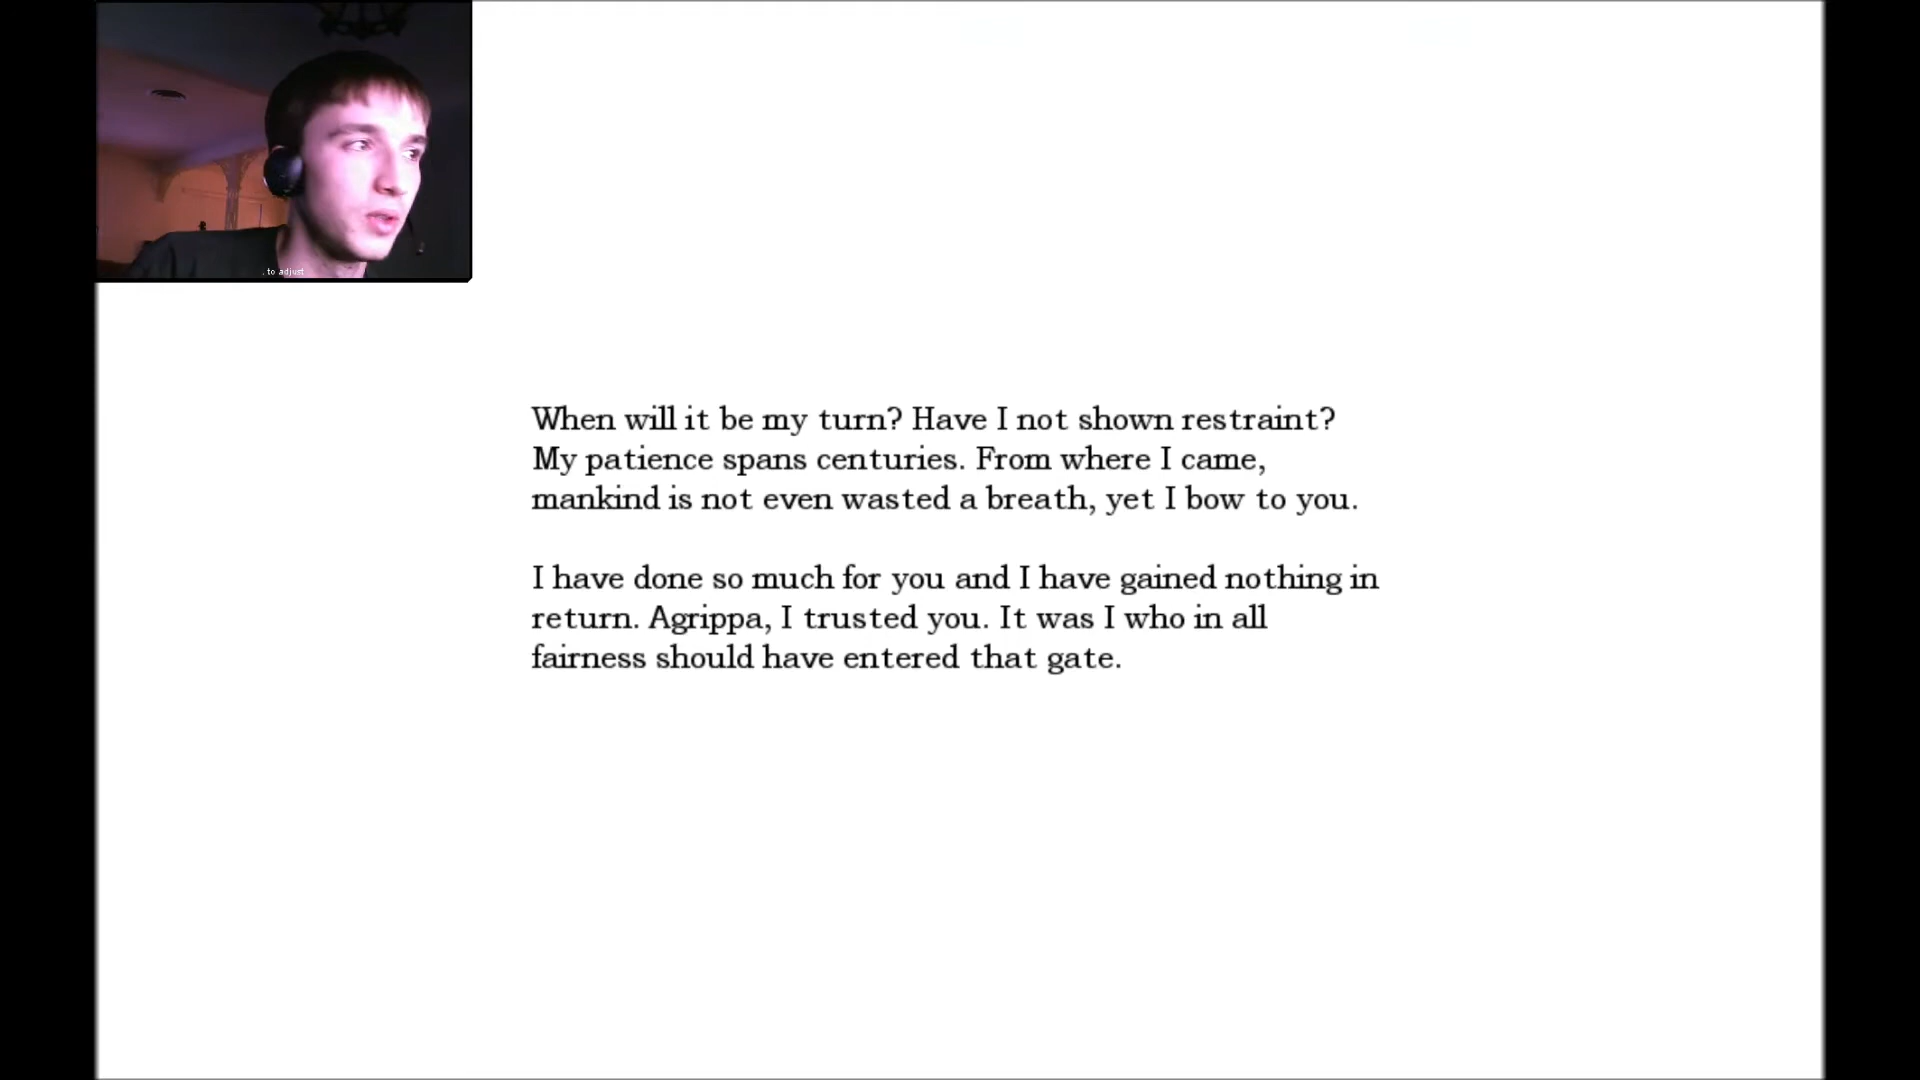 . to adjust
When will it be my turn? Have I not shown restraint?
My patience spans centuries. From where I came,
mankind is not even wasted a breath, yet I bow to you.
I have done so much for you and I have gained nothing in
return. Agrippa, I trusted you. It was I who in all
fairness should have entered that gate.